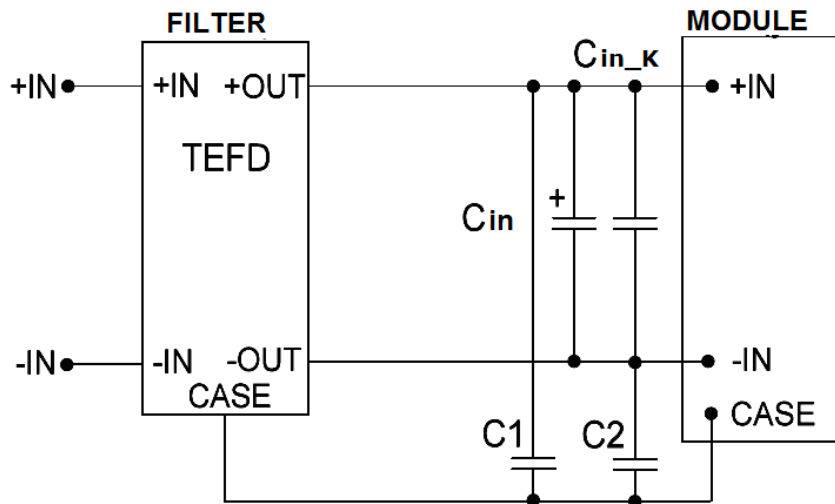 FILTER
MODULE
Cin_K
+IN
+IN
+OUT
+IN
TEFD
+
Cin
-IN
-IN
-OUT
-IN
CASE
CASE
C1
C2